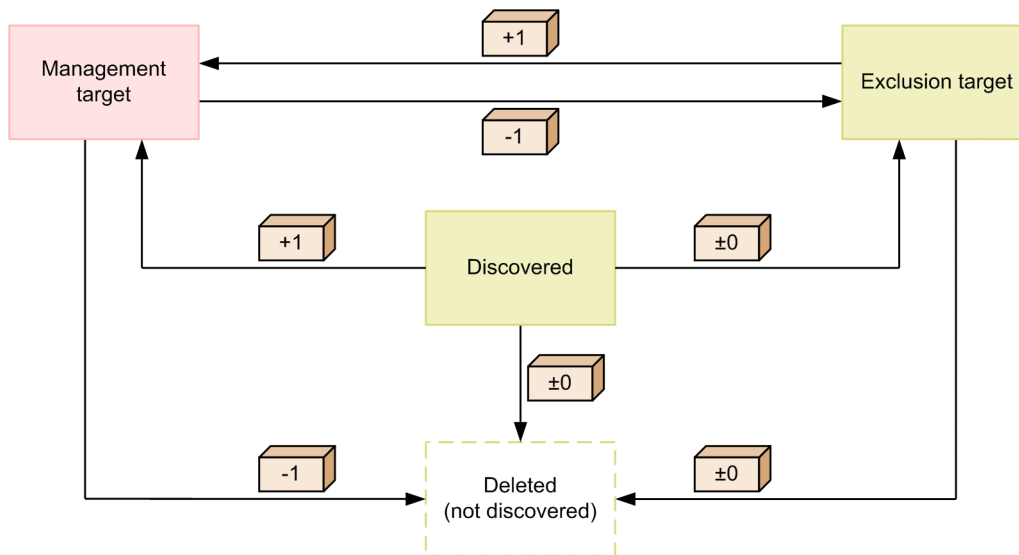 +1
Management
target
Exclusion target
-1
+1
Discovered
±0
±0
-1
Deleted
(not discovered)
±0